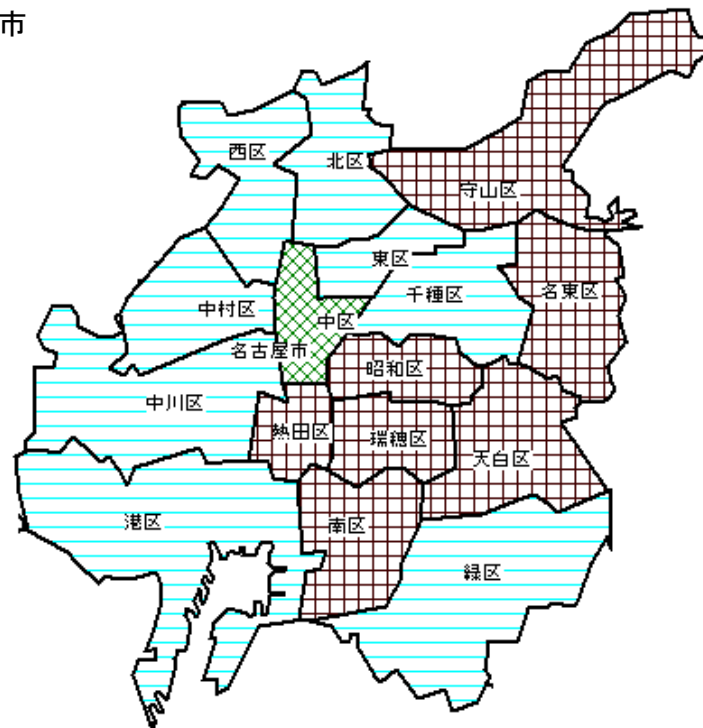 市
西区
北区
守山区
東区
千種区
名東区
中村区
中区
名古屋市
昭和区
中川区
熱田区
瑞穂区
天白区
港区
南区
緑区